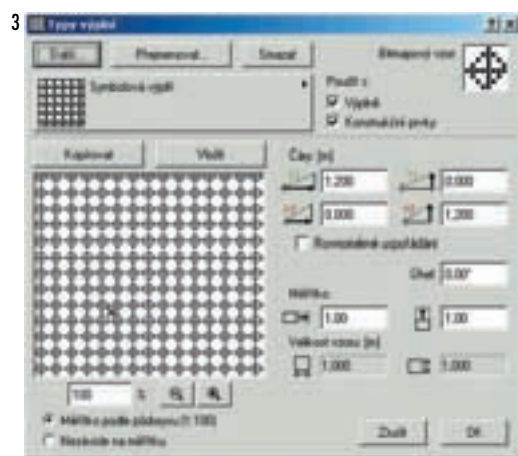 3
Typy výplní
Další... Přejmenovat... Smazat Bitmapový vzor
Symbolová výplň
Použít s:
Výplně
Konstrukční prvky
Kopírovat Vložit
Čáry [m]
1.200 0.000
0.000 1.200
Rovnoměrné uspořádání
Úhel 0.00°
Měřítko:
1.00 1.00
Velikost vzoru [m]
1.000 1.000
100 %
Měřítko podle půdorysu (1:100)
Nezávisle na měřítku
Zrušit OK